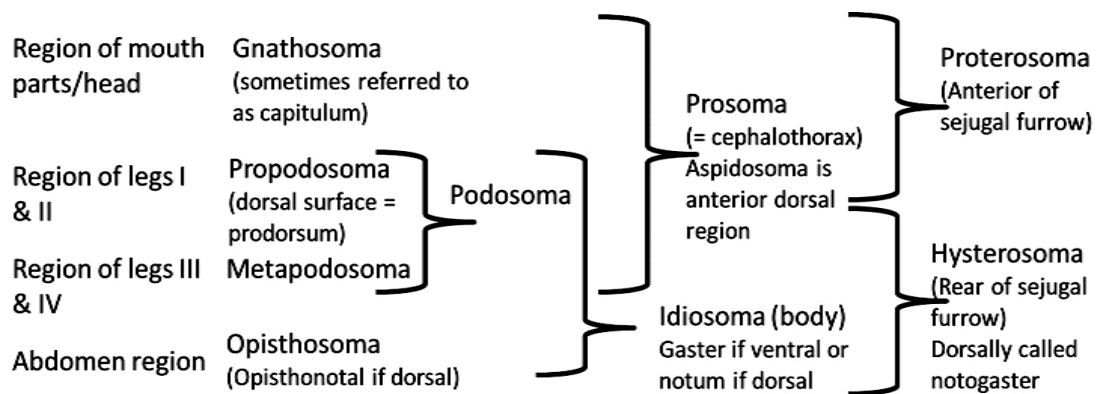 Region of mouth
parts/head
Gnathosoma
(sometimes referred to
as capitulum)
Region of legs I
& II
Propodosoma
(dorsal surface =
prodorsum)
Region of legs III
& IV
Metapodosoma
Abdomen region
Opisthosoma
(Opisthonotal if dorsal)
Podosoma
Prosoma
(= cephalothorax)
Aspidosoma is
anterior dorsal
region
Idiosoma (body)
Gaster if ventral or
notum if dorsal
Proterosoma
(Anterior of
sejugal furrow)
Hysterosoma
(Rear of sejugal
furrow)
Dorsally called
notogaster